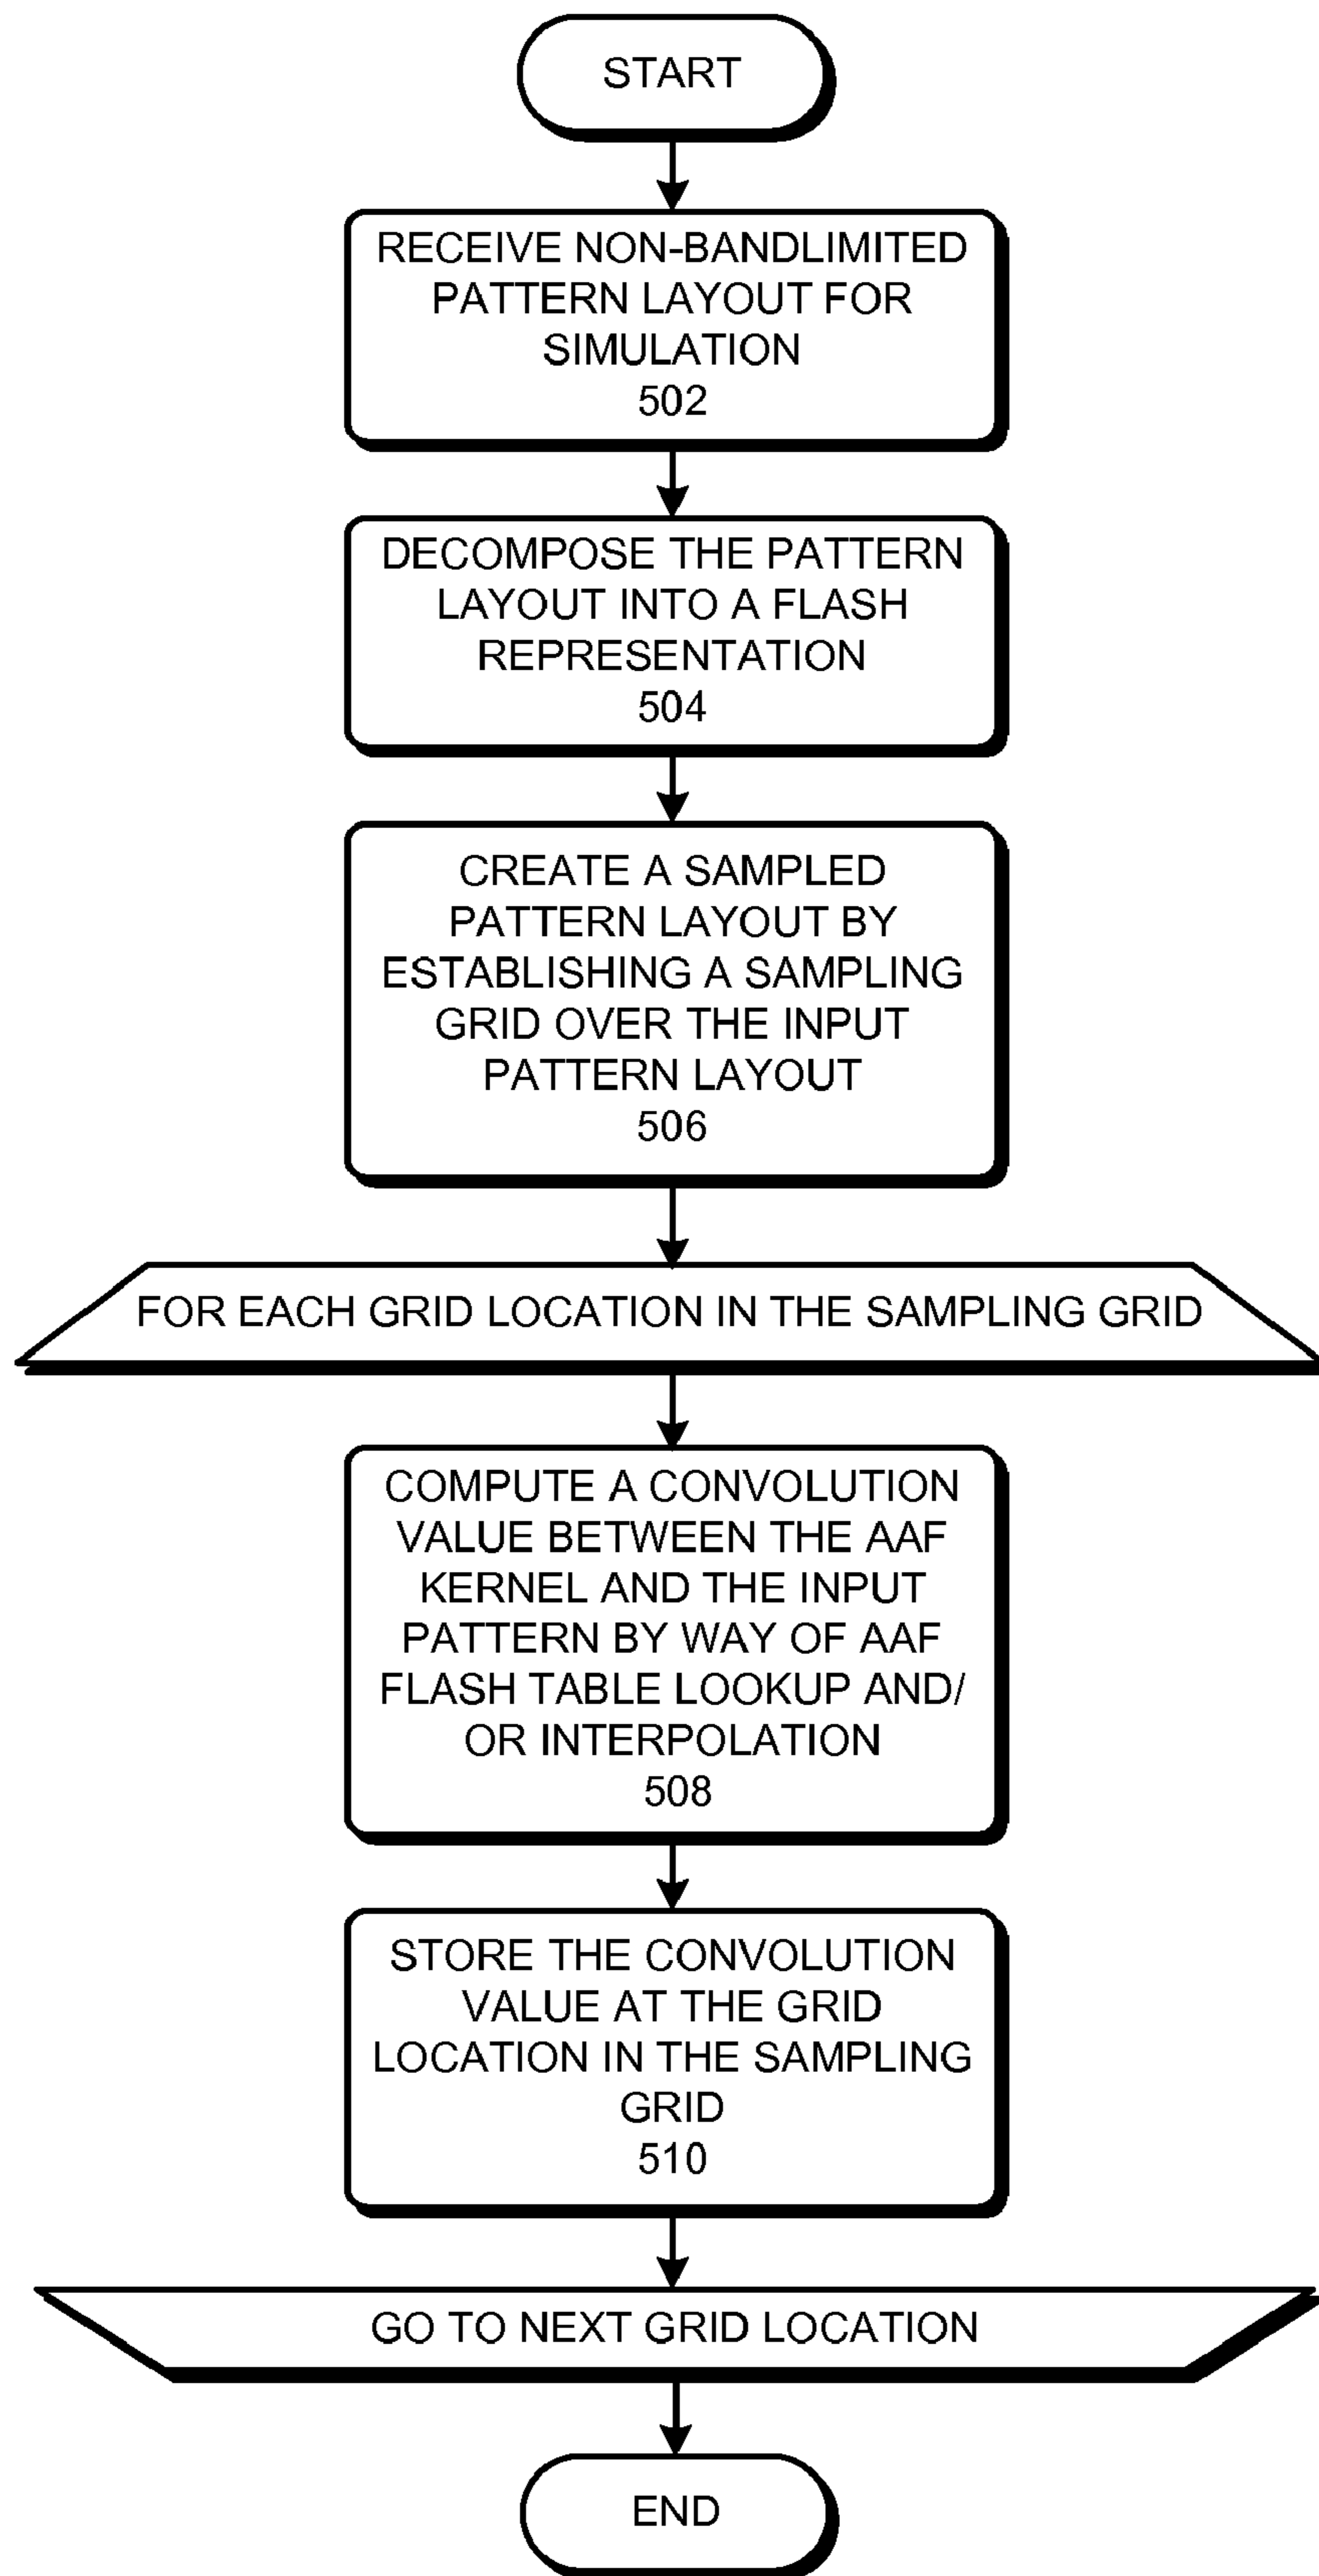 START
RECEIVE NON-BANDLIMITED
PATTERN LAYOUT FOR
SIMULATION
502
DECOMPOSE THE PATTERN
LAYOUT INTO A FLASH
REPRESENTATION
504
CREATE A SAMPLED
PATTERN LAYOUT BY
ESTABLISHING A SAMPLING
GRID OVER THE INPUT
PATTERN LAYOUT
506
FOR EACH GRID LOCATION IN THE SAMPLING GRID
COMPUTE A CONVOLUTION
VALUE BETWEEN THE AAF
KERNEL AND THE INPUT
PATTERN BY WAY OF AAF
FLASH TABLE LOOKUP AND/
OR INTERPOLATION
508
STORE THE CONVOLUTION
VALUE AT THE GRID
LOCATION IN THE SAMPLING
GRID
510
GO TO NEXT GRID LOCATION
END